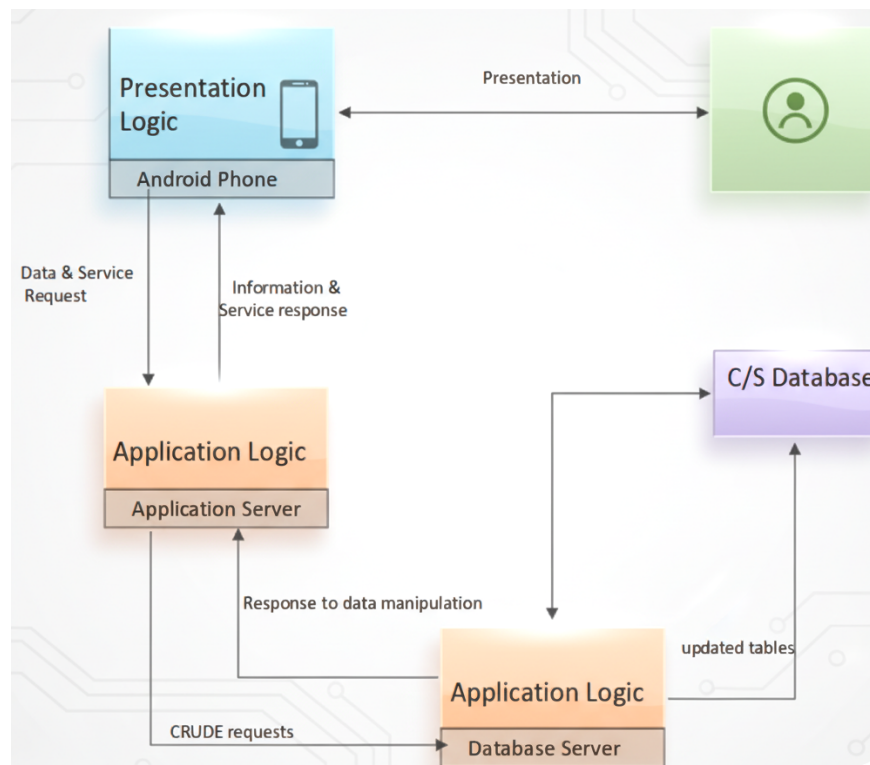 Presentation
Logic
Android Phone
Presentation
Data & Service
Request
Information &
Service response
C/S Database
Application Logic
Application Server
Response to data manipulation
updated tables
Application Logic
CRUDE requests
Database Server